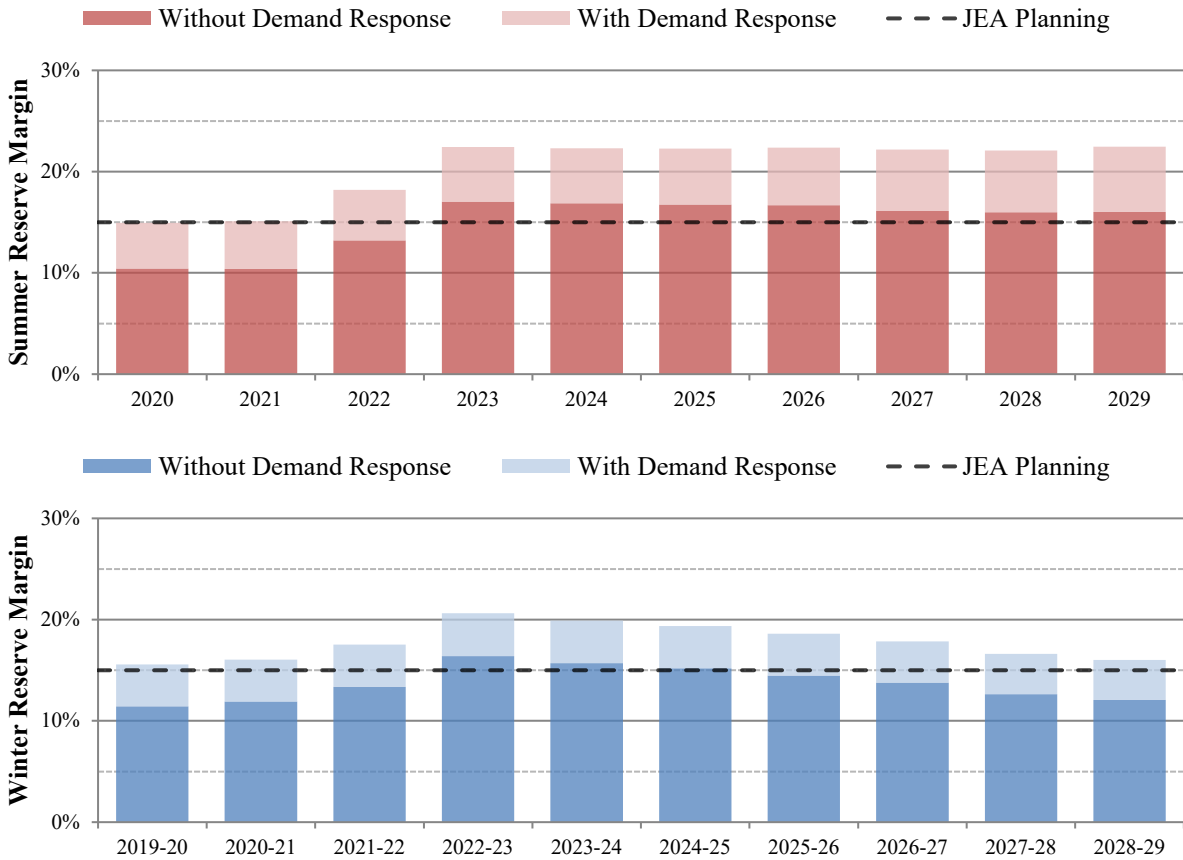 Without Demand Response With Demand Response JEA Planning
Summer Reserve Margin
30%
20%
10%
0%
2020 2021 2022 2023 2024 2025 2026 2027 2028 2029
Without Demand Response With Demand Response JEA Planning
Winter Reserve Margin
30%
20%
10%
0%
2019-20 2020-21 2021-22 2022-23 2023-24 2024-25 2025-26 2026-27 2027-28 2028-29